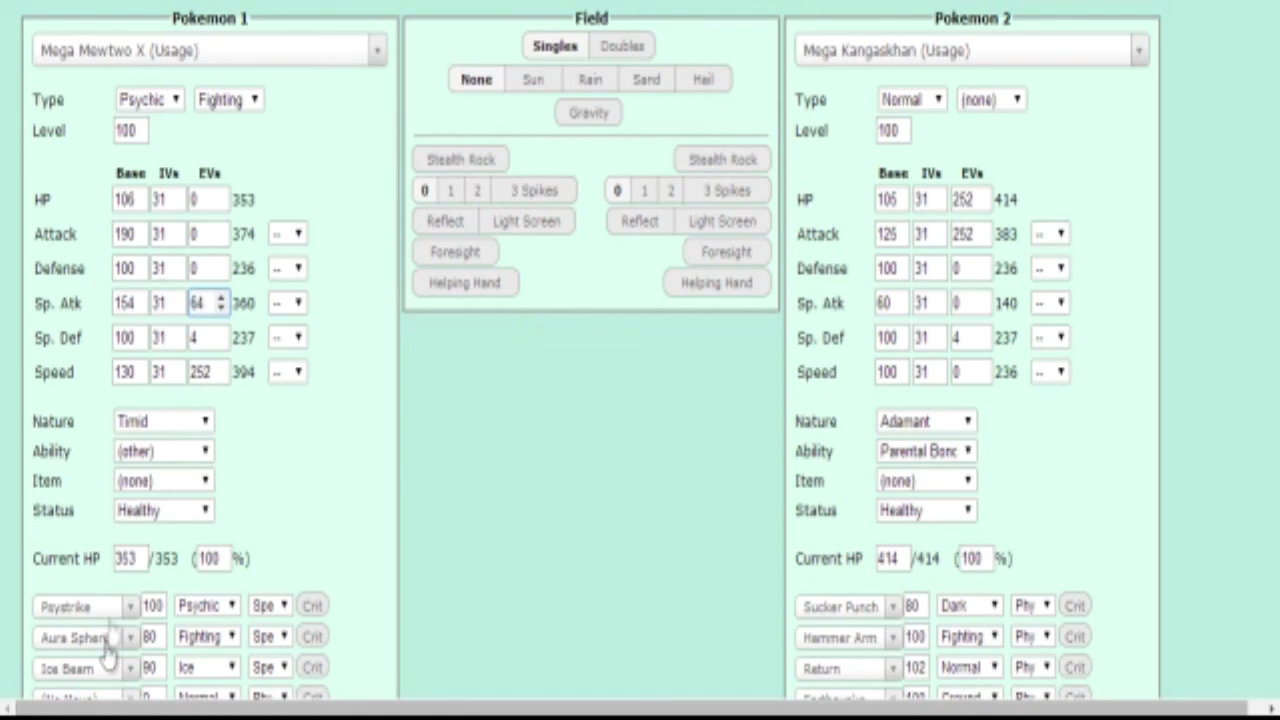 Pokemon 1
Mega Mewtwo X (Usage)
Type Psychic Fighting
Level 100
Base IVs EVs
HP 106 31 0 353
Attack 190 31 0 374 --
Defense 100 31 0 236 --
Sp. Atk 154 31 64 360 --
Sp. Def 100 31 4 237 --
Speed 130 31 252 394 --
Nature Timid
Ability (other)
Item (none)
Status Healthy
Current HP 353 /353 (100 %)
Psystrike 100 Psychic Spe Crit
Aura Spher 80 Fighting Spe Crit
Ice Beam 90 Ice Spe Crit
Field
Singles Doubles
None Sun Rain Sand Hail
Gravity
Stealth Rock Stealth Rock
0 1 2 3 Spikes 0 1 2 3 Spikes
Reflect Light Screen Reflect Light Screen
Foresight Foresight
Helping Hand Helping Hand
Pokemon 2
Mega Kangaskhan (Usage)
Type Normal (none)
Level 100
Base IVs EVs
HP 105 31 252 414
Attack 125 31 252 383 --
Defense 100 31 0 236 --
Sp. Atk 60 31 0 140 --
Sp. Def 100 31 4 237 --
Speed 100 31 0 236 --
Nature Adamant
Ability Parental Bonc
Item (none)
Status Healthy
Current HP 414 /414 (100 %)
Sucker Punch 80 Dark Phy Crit
Hammer Arm 100 Fighting Phy Crit
Return 102 Normal Phy Crit